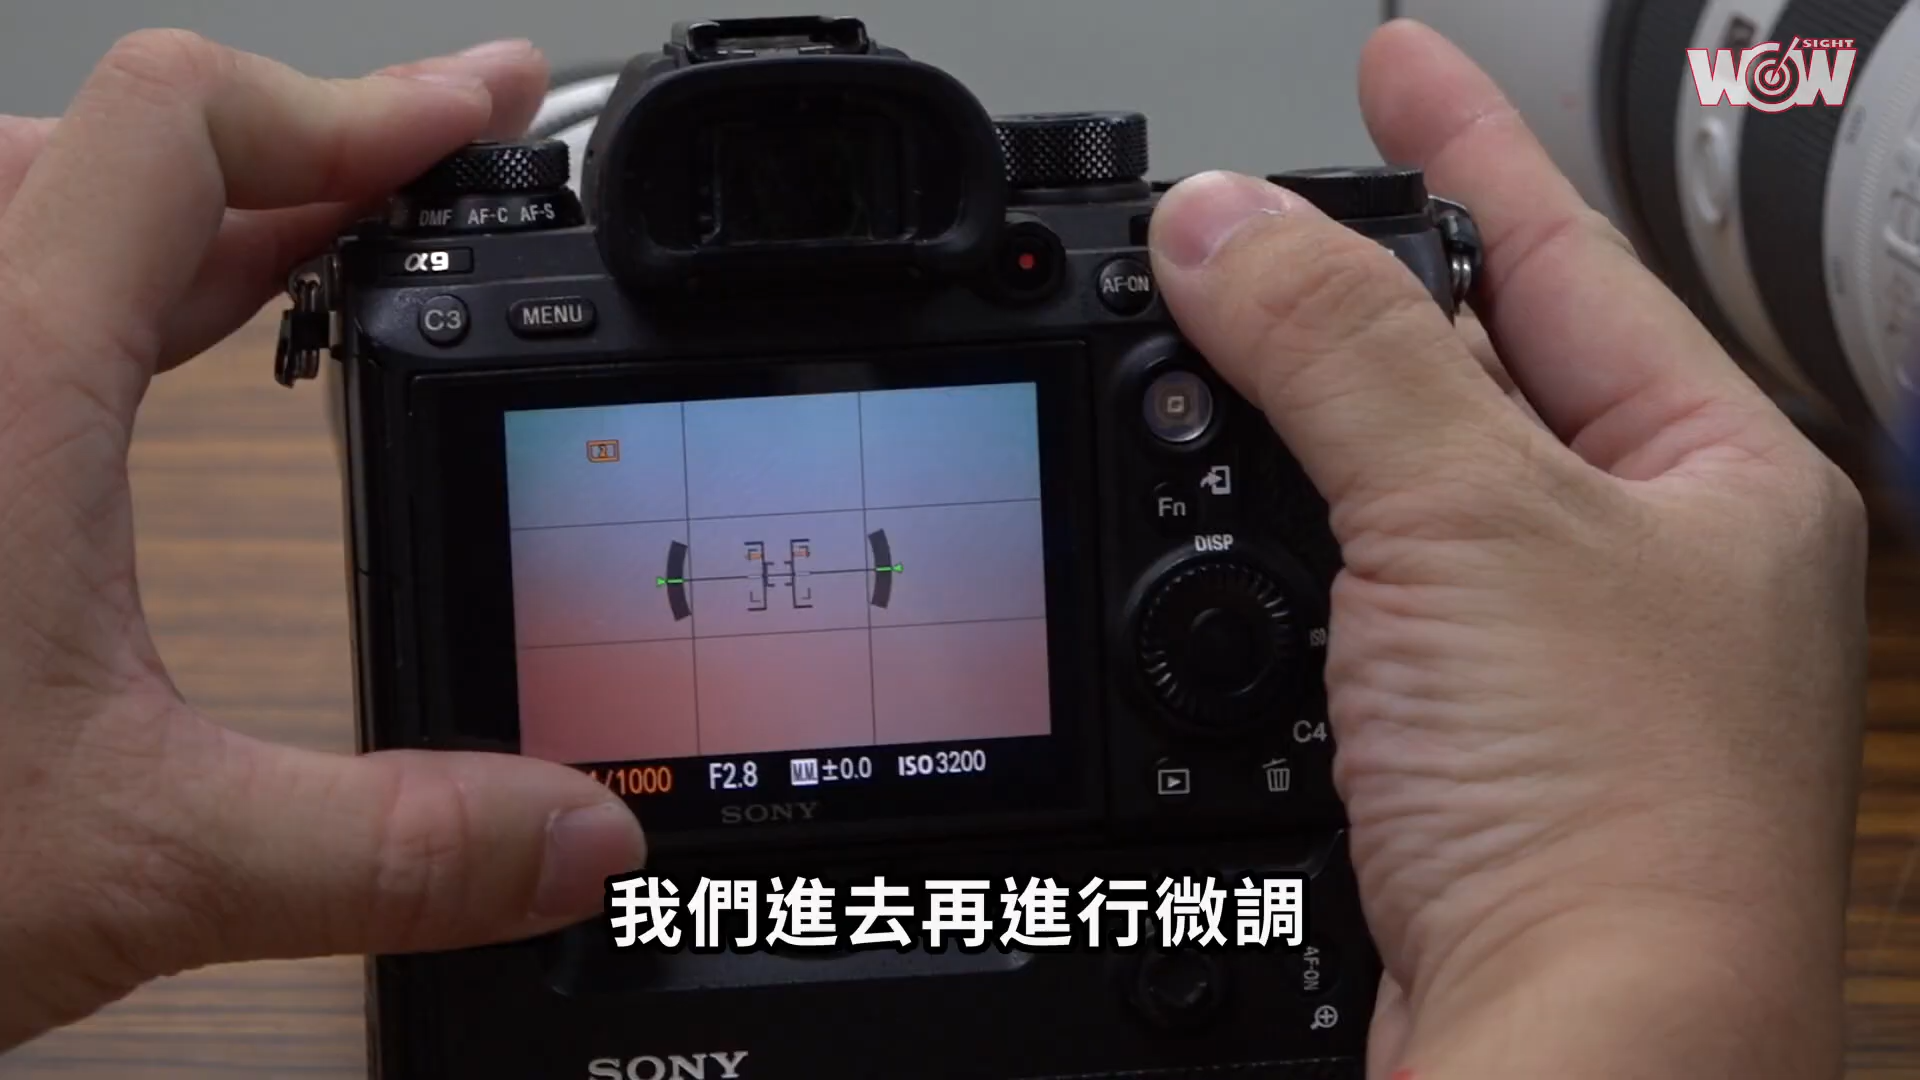 SIGHT
WOW
DMF AF-C AF-S
α9
C3
MENU
AF-ON
Fn
DISP
ISO
1/1000 F2.8 M.M. ±0.0 ISO 3200
SONY
C4
我們進去再進行微調
AF-ON
SONY